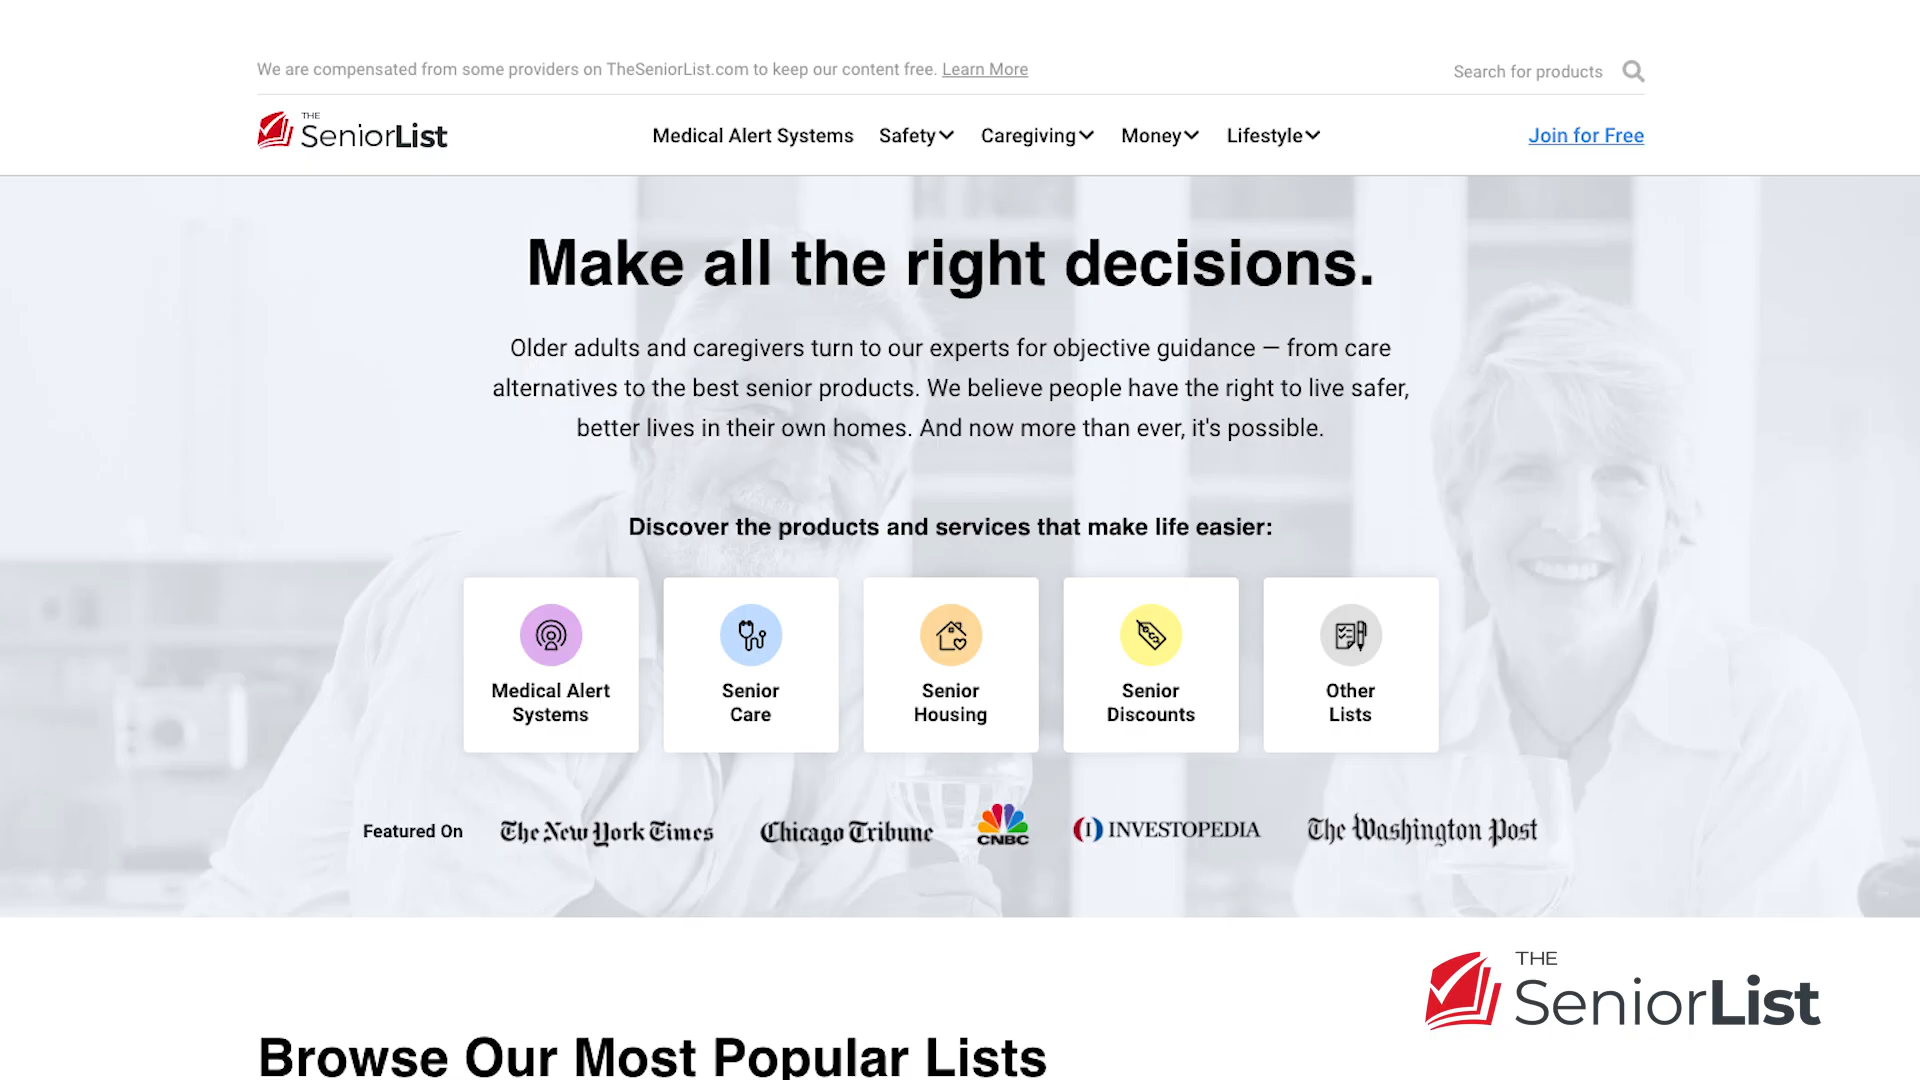 We are compensated from some providers on TheSeniorList.com to keep our content free. Learn More
Search for products
THE
SeniorList
Medical Alert Systems Safety Caregiving Money Lifestyle
Join for Free
Make all the right decisions.
Older adults and caregivers turn to our experts for objective guidance — from care
alternatives to the best senior products. We believe people have the right to live safer,
better lives in their own homes. And now more than ever, it's possible.
Discover the products and services that make life easier:
Medical Alert
Systems
Senior
Care
Senior
Housing
Senior
Discounts
Other
Lists
Featured On
The New York Times
Chicago Tribune
CNBC
INVESTOPEDIA
The Washington Post
THE
SeniorList
Browse Our Most Popular Lists